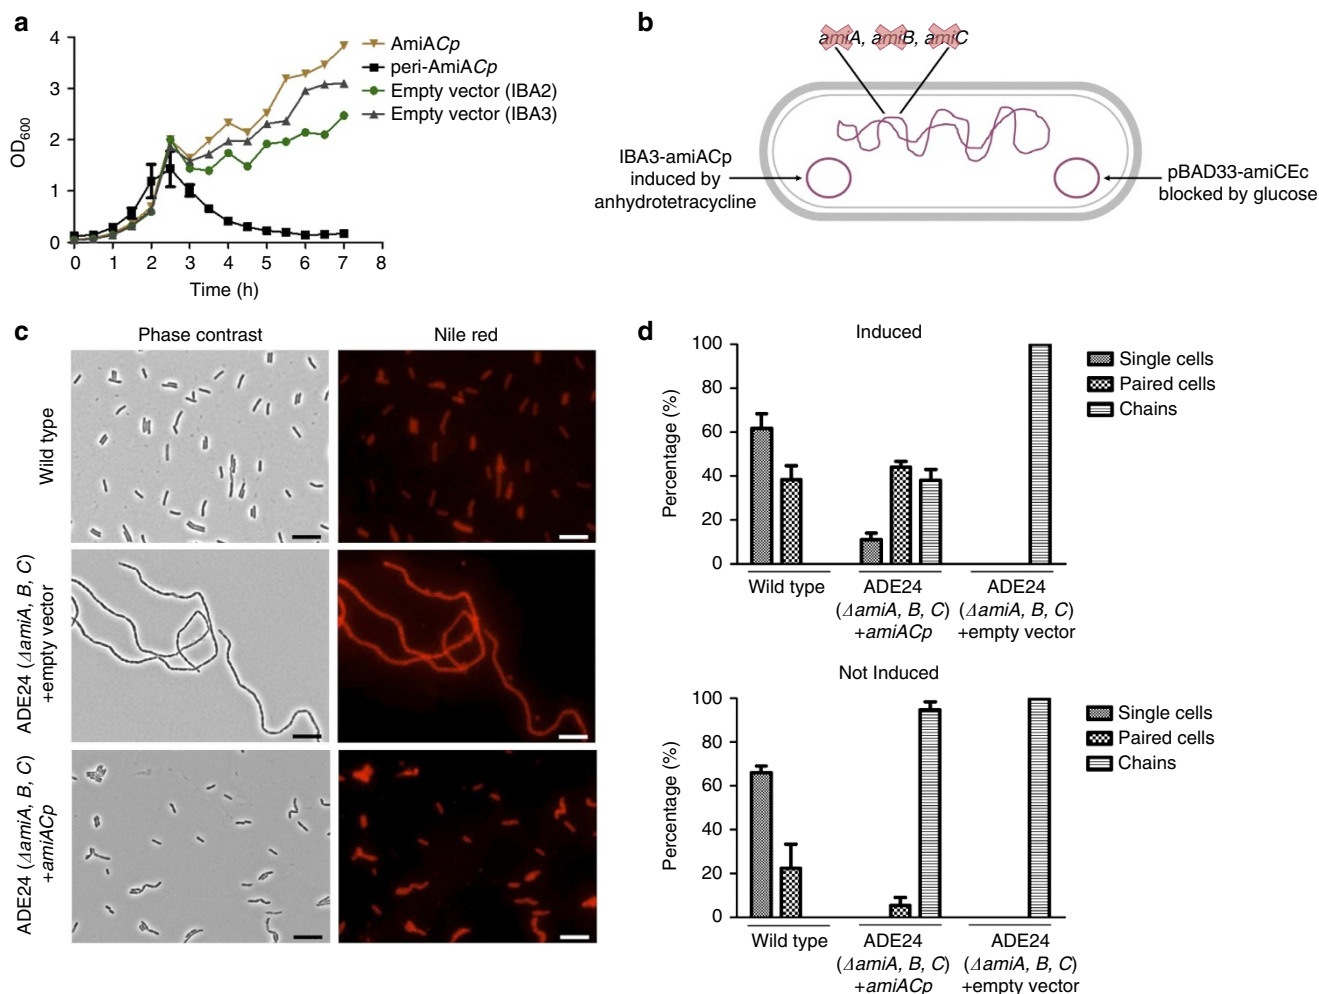 a
4
3
2
1
0
OD600
0 1 2 3 4 5 6 7 8
Time (h)
AmiACp
peri-AmiACp
Empty vector (IBA2)
Empty vector (IBA3)
b
amiA, amiB, amiC
IBA3-amiACp
induced by
anhydrotetracycline
pBAD33-amiCEc
blocked by glucose
c
Phase contrast Nile red
Wild type
ADE24 (ΔamiA, B, C)
+empty vector
ADE24 (ΔamiA, B, C)
+amiACp
d
Induced
100
80
60
40
20
0
Percentage (%)
Single cells
Paired cells
Chains
Wild type
ADE24
(ΔamiA, B, C)
+amiACp
ADE24
(ΔamiA, B, C)
+empty vector
Not Induced
100
80
60
40
20
0
Percentage (%)
Single cells
Paired cells
Chains
Wild type
ADE24
(ΔamiA, B, C)
+amiACp
ADE24
(ΔamiA, B, C)
+empty vector